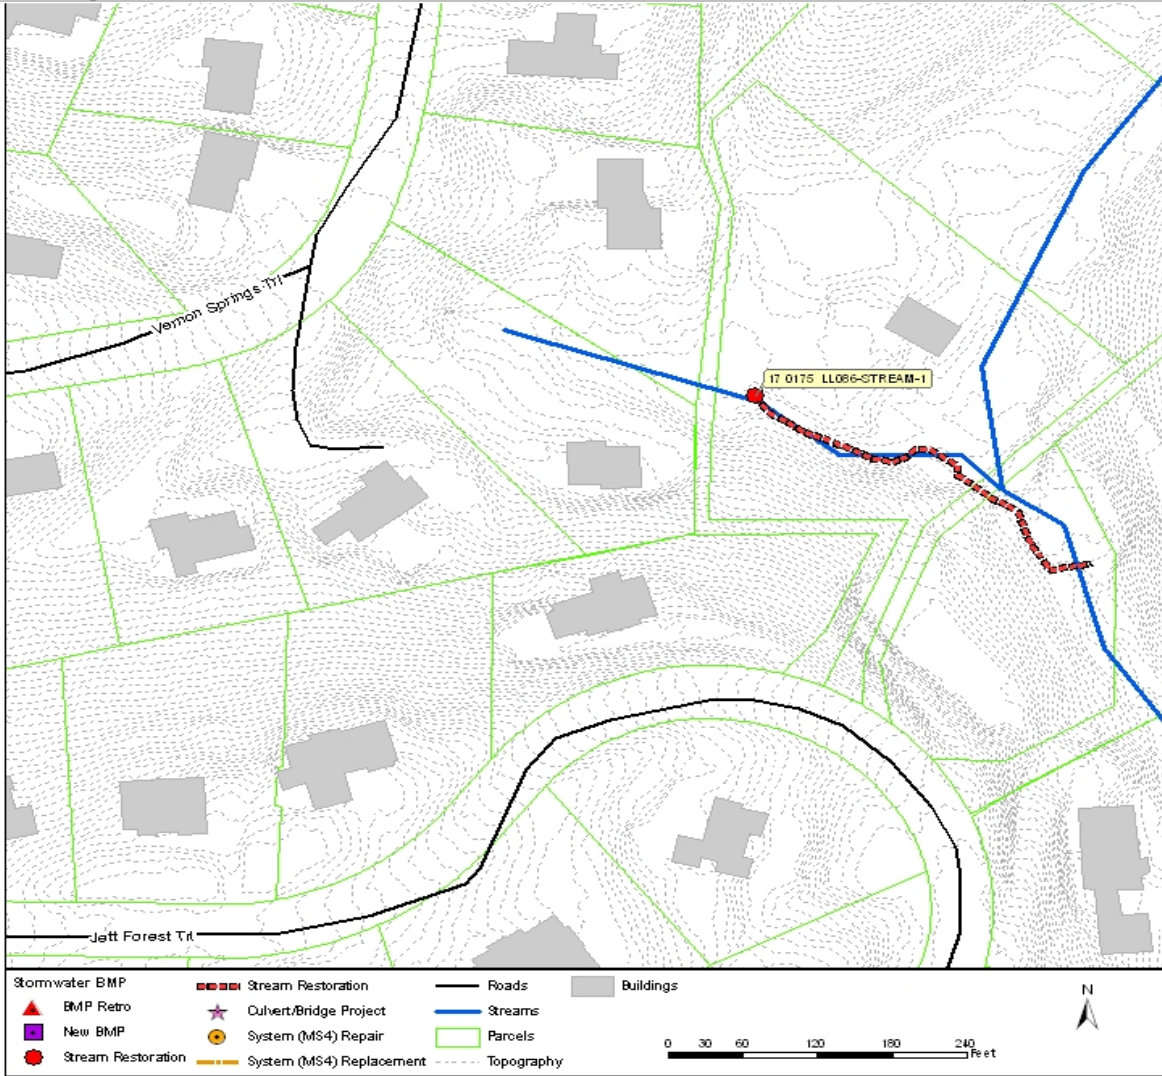 Vernon Springs Trl
17 0175 LL086-STREAM-1
Jett Forest Trl
Stormwater BMP
BMP Retro
New BMP
Stream Restoration
Stream Restoration
Culvert/Bridge Project
System (MS4) Repair
System (MS4) Replacement
Roads
Streams
Parcels
Topography
Buildings
N
0 30 60 120 180 240
Feet